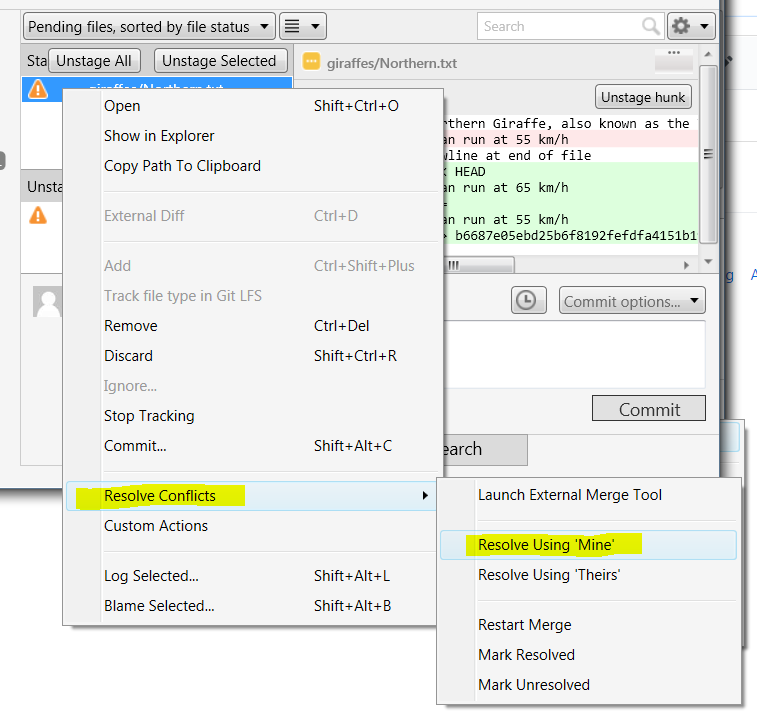 Pending files, sorted by file status
Search
Sta
Unstage All
Unstage Selected
giraffes/Northern.txt
Unstage hunk
Open Shift+Ctrl+O
Show in Explorer
Copy Path To Clipboard
External Diff Ctrl+D
Add Ctrl+Shift+Plus
Track file type in Git LFS
Remove Ctrl+Del
Discard Shift+Ctrl+R
Ignore...
Stop Tracking
Commit... Shift+Alt+C
Resolve Conflicts
Custom Actions
Log Selected... Shift+Alt+L
Blame Selected... Shift+Alt+B
rthern Giraffe, also known as the
an run at 55 km/h
wline at end of file
HEAD
an run at 65 km/h
=
an run at 55 km/h
b6687e05ebd25b6f8192fefdfa4151b1
Unsta
Commit options...
Commit
earch
Launch External Merge Tool
Resolve Using 'Mine'
Resolve Using 'Theirs'
Restart Merge
Mark Resolved
Mark Unresolved